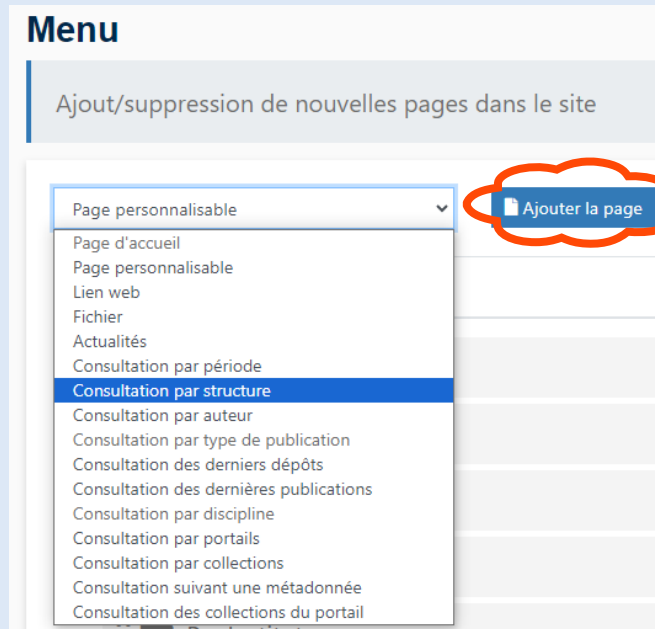 Menu
Ajout/suppression de nouvelles pages dans le site
Page personnalisable
Ajouter la page
Page d'accueil
Page personnalisable
Lien web
Fichier
Actualités
Consultation par période
Consultation par structure
Consultation par auteur
Consultation par type de publication
Consultation des derniers dépôts
Consultation des dernières publications
Consultation par discipline
Consultation par portails
Consultation par collections
Consultation suivant une métadonnée
Consultation des collections du portail